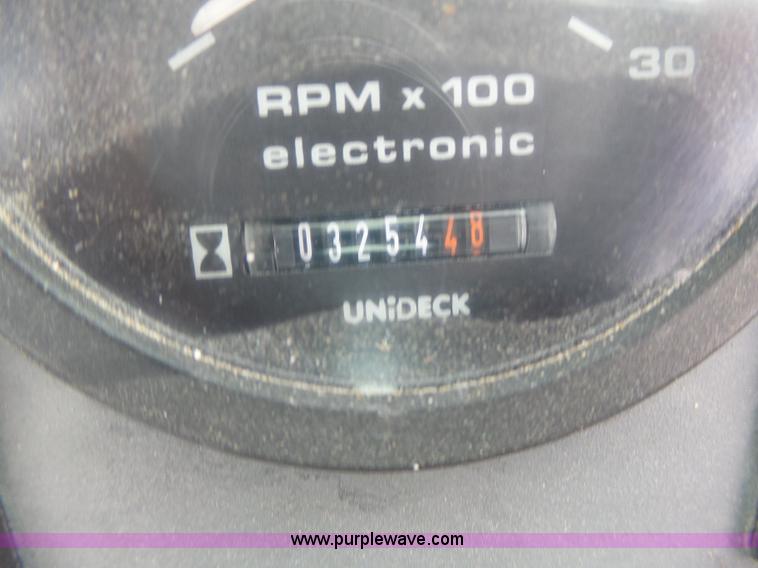 30
RPM x 100
electronic
0325448
UNiDECK
www.purplewave.com